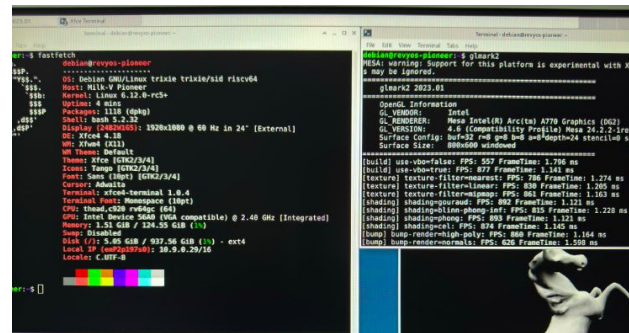 Xfce Terminal
Terminal - debian@revyos-pioneer: ~
:~$ fastfetch
debian@revyos-pioneer
OS: Debian GNU/Linux trixie trixie/sid riscv64
Host: Milk-V Pioneer
Kernel: Linux 6.12.0-rc5+
Uptime: 4 mins
Packages: 1118 (dpkg)
Shell: bash 5.2.32
Display (24B2W1G5): 1920x1080 @ 60 Hz in 24" [External]
DE: Xfce4 4.18
WM: Xfwm4 (X11)
WM Theme: Default
Theme: Xfce [GTK2/3/4]
Icons: Tango [GTK2/3/4]
Font: Sans (10pt) [GTK2/3/4]
Cursor: Adwaita
Terminal: xfce4-terminal 1.0.4
Terminal Font: Monospace (10pt)
CPU: thead,c920 rv64gc (64)
GPU: Intel Device 56A0 (VGA compatible) @ 2.40 GHz [Integrated]
Memory: 1.51 GiB / 124.55 GiB (1%)
Swap: Disabled
Disk (/): 5.05 GiB / 937.56 GiB (1%) - ext4
Local IP (enP2p197s0): 10.9.0.29/16
Locale: C.UTF-8
er:~$
Terminal - debian@revyos-pioneer: ~
File Edit View Terminal Tabs Help
debian@revyos-pioneer:~$ glmark2
MESA: warning: Support for this platform is experimental with X
s may be ignored.
=======================================================
glmark2 2023.01
=======================================================
OpenGL Information
GL_VENDOR: Intel
GL_RENDERER: Mesa Intel(R) Arc(tm) A770 Graphics (DG2)
GL_VERSION: 4.6 (Compatibility Profile) Mesa 24.2.2-1re
Surface Config: buf=32 r=8 g=8 b=8 a=8 depth=24 stencil=0 s
Surface Size: 800x600 windowed
=======================================================
[build] use-vbo=false: FPS: 557 FrameTime: 1.796 ms
[build] use-vbo=true: FPS: 877 FrameTime: 1.141 ms
[texture] texture-filter=nearest: FPS: 786 FrameTime: 1.274 ms
[texture] texture-filter=linear: FPS: 830 FrameTime: 1.205 ms
[texture] texture-filter=mipmap: FPS: 861 FrameTime: 1.163 ms
[shading] shading=gouraud: FPS: 892 FrameTime: 1.121 ms
[shading] shading=blinn-phong-inf: FPS: 815 FrameTime: 1.228 ms
[shading] shading=phong: FPS: 893 FrameTime: 1.121 ms
[shading] shading=cel: FPS: 874 FrameTime: 1.145 ms
[bump] bump-render=high-poly: FPS: 860 FrameTime: 1.164 ms
[bump] bump-render=normals: FPS: 626 FrameTime: 1.598 ms